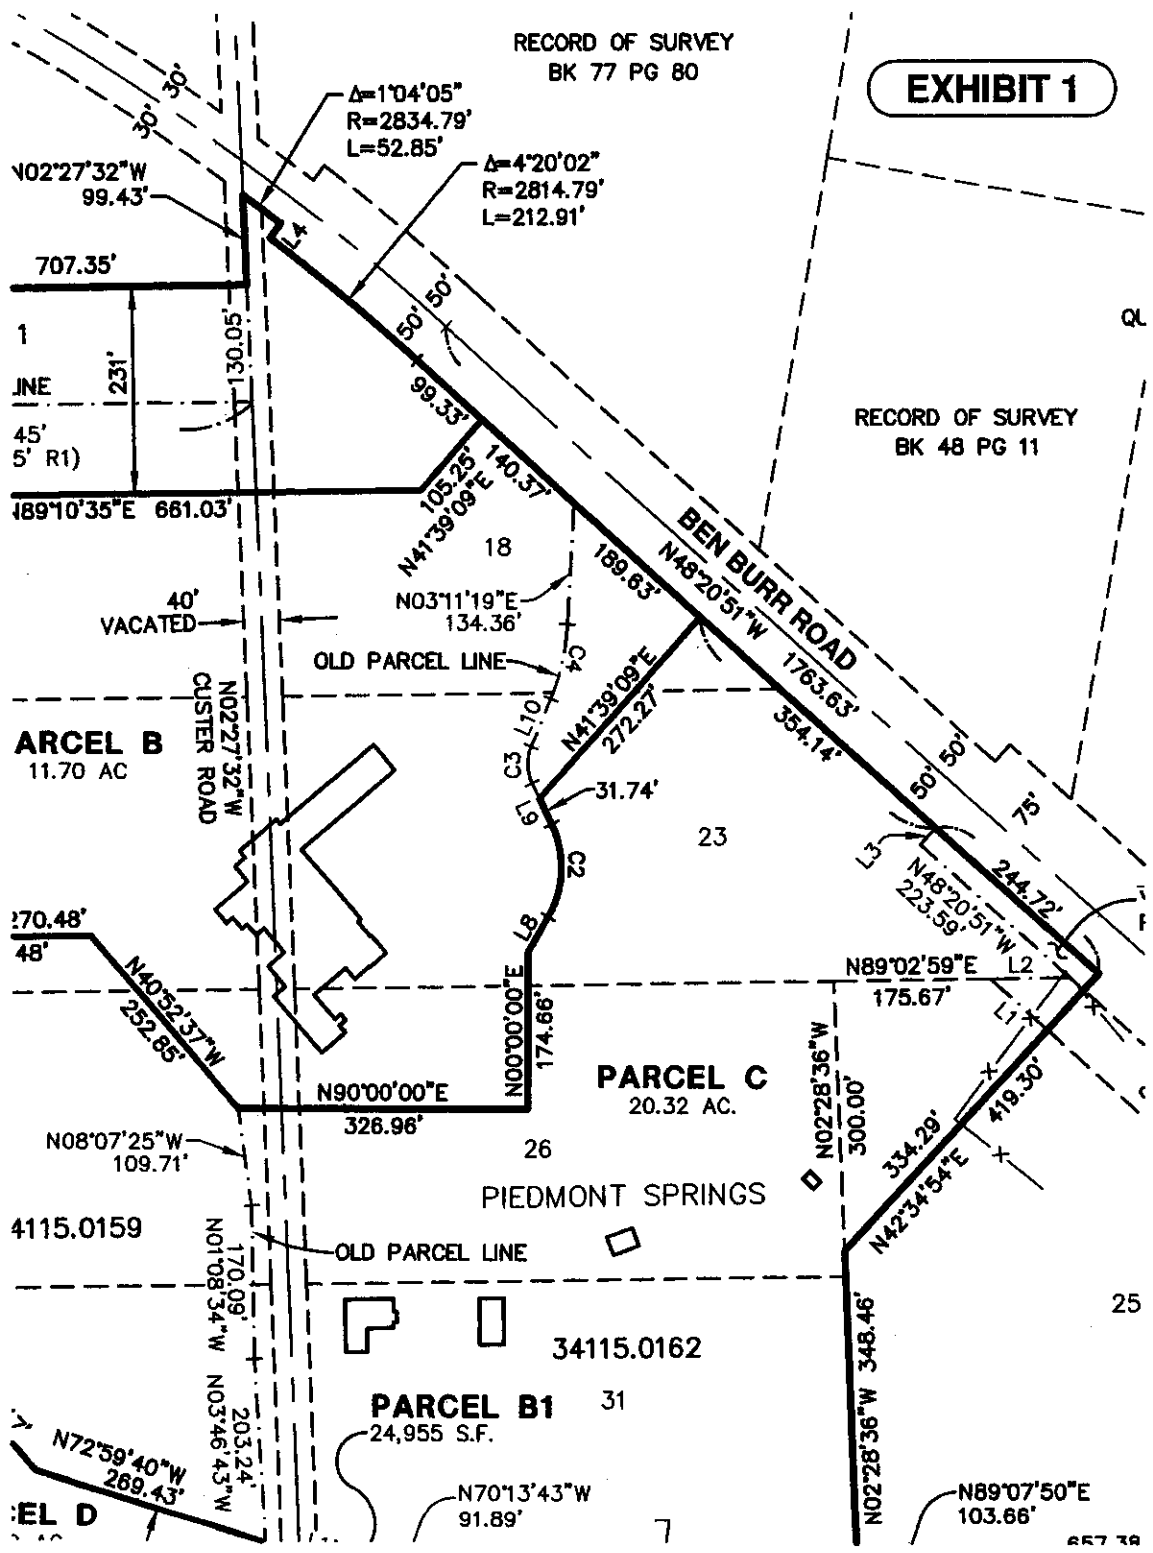 RECORD OF SURVEY
BK 77 PG 80
EXHIBIT 1
30'
30'
Δ=1°04'05"
R=2834.79'
L=52.85'
Δ=4°20'02"
R=2814.79'
L=212.91'
N02°27'32"W
99.43'
L4
707.35'
50'
50'
1
231'
130.05'
QL
99.33'
RECORD OF SURVEY
BK 48 PG 11
45'
5' R1)
105.25'
N41°39'09"E
140.37'
N89°10'35"E 661.03'
18
BEN BURR ROAD
N48°20'51"W
1763.63'
189.63'
N03°11'19"E
134.36'
40'
VACATED
OLD PARCEL LINE
C4
N41°39'09"E
272.27'
L10
354.14'
N02°27'32"W
CUSTER ROAD
ARCEL B
11.70 AC
C3
31.74'
L9
50'
50'
75'
23
C2
L3
N48°20'51"W
223.59'
244.72'
270.48'
48'
L8
N40°52'37"W
252.85'
N89°02'59"E
175.67'
L2
L1
N00°00'00"E
174.66'
PARCEL C
20.32 AC.
N02°28'36"W
300.00'
419.30'
N90°00'00"E
326.96'
334.29'
N42°34'54"E
N08°07'25"W
109.71'
26
PIEDMONT SPRINGS
4115.0159
OLD PARCEL LINE
170.09'
N01°08'34"W
25
34115.0162
N02°28'36"W 348.46'
PARCEL B1
24,955 S.F.
31
203.24'
N03°46'43"W
N72°59'40"W
269.43'
N70°13'43"W
91.89'
N89°07'50"E
103.66'
CEL D
657.38